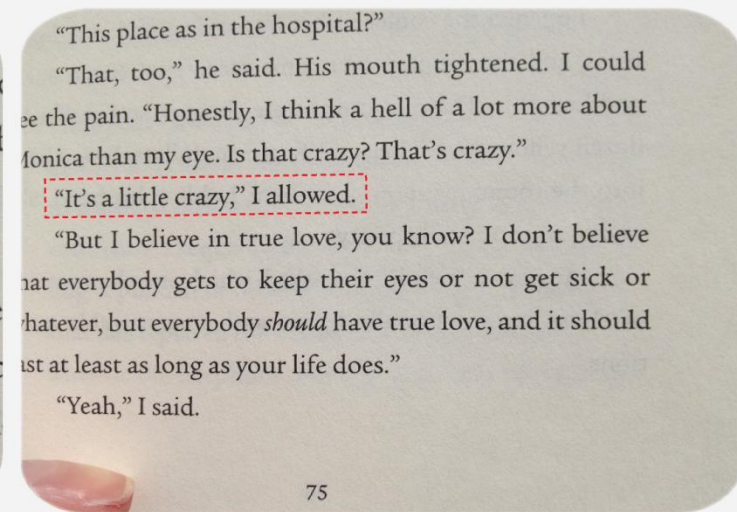 “This place as in the hospital?”
“That, too,” he said. His mouth tightened. I could
ee the pain. “Honestly, I think a hell of a lot more about
Monica than my eye. Is that crazy? That’s crazy.”
“It’s a little crazy,” I allowed.
“But I believe in true love, you know? I don’t believe
hat everybody gets to keep their eyes or not get sick or
hatever, but everybody should have true love, and it should
ast at least as long as your life does.”
“Yeah,” I said.
75